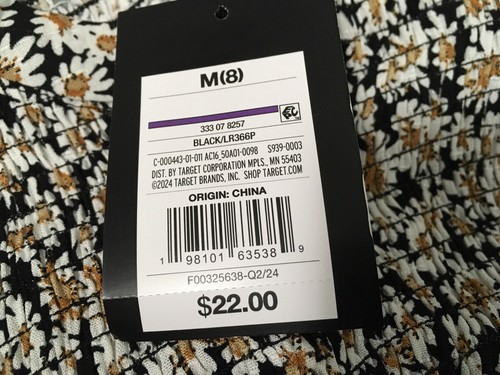 M(8)
333 07 8257
BLACK/LR366P
C-000443-01-011 AC16_50A01-0098 S939-0003
DIST. BY TARGET CORPORATION MPLS., MN 55403
©2024 TARGET BRANDS, INC. SHOP TARGET.COM
ORIGIN: CHINA
1 98101 63538 9
F00325638-Q2/24
$22.00